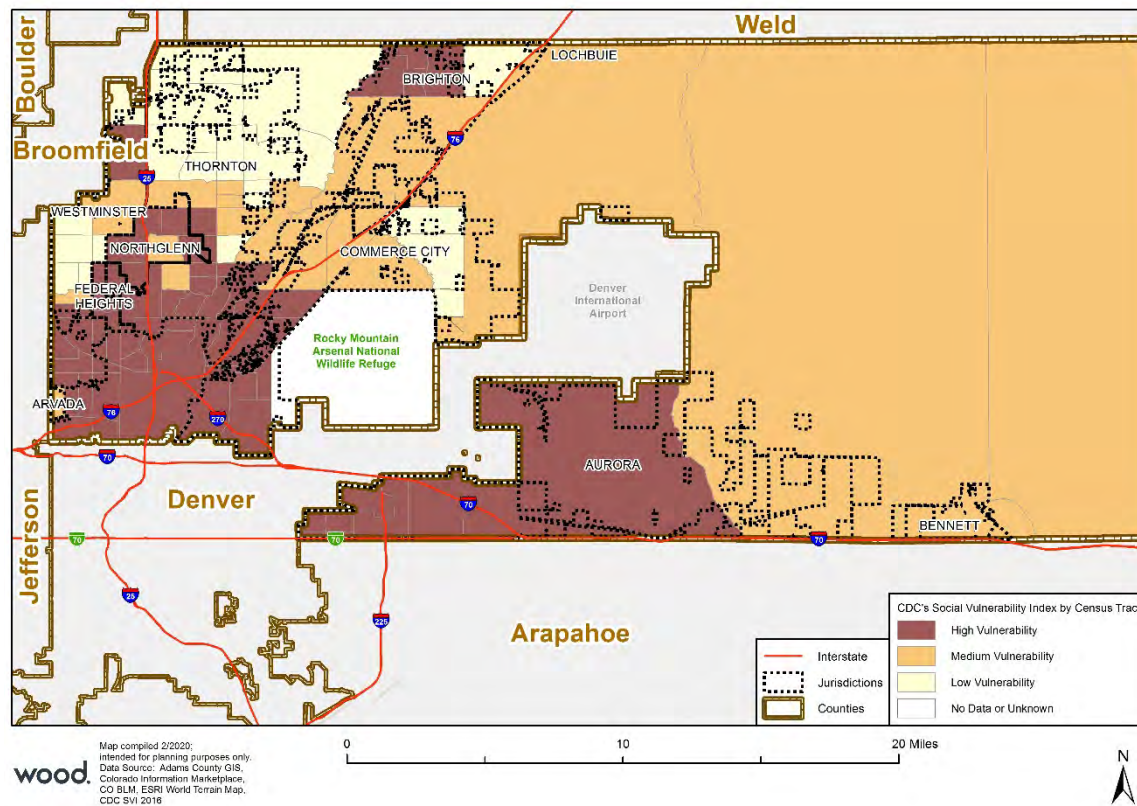 Weld
Boulder
LOCHBUIE
BRIGHTON
76
Broomfield
THORNTON
25
WESTMINSTER
NORTHGLENN
COMMERCE CITY
FEDERAL
HEIGHTS
Denver
International
Airport
Rocky Mountain
Arsenal National
Wildlife Refuge
ARVADA
76
270
70
AURORA
Denver
70
BENNETT
Jefferson
70
70
70
25
225
Arapahoe
Interstate
Jurisdictions
Counties
CDC's Social Vulnerability Index by Census Trac
High Vulnerability
Medium Vulnerability
Low Vulnerability
No Data or Unknown
wood.
Map compiled 2/2020;
intended for planning purposes only.
Data Source: Adams County GIS,
Colorado Information Marketplace,
CO BLM, ESRI World Terrain Map,
CDC SVI 2016
0 10 20 Miles
N